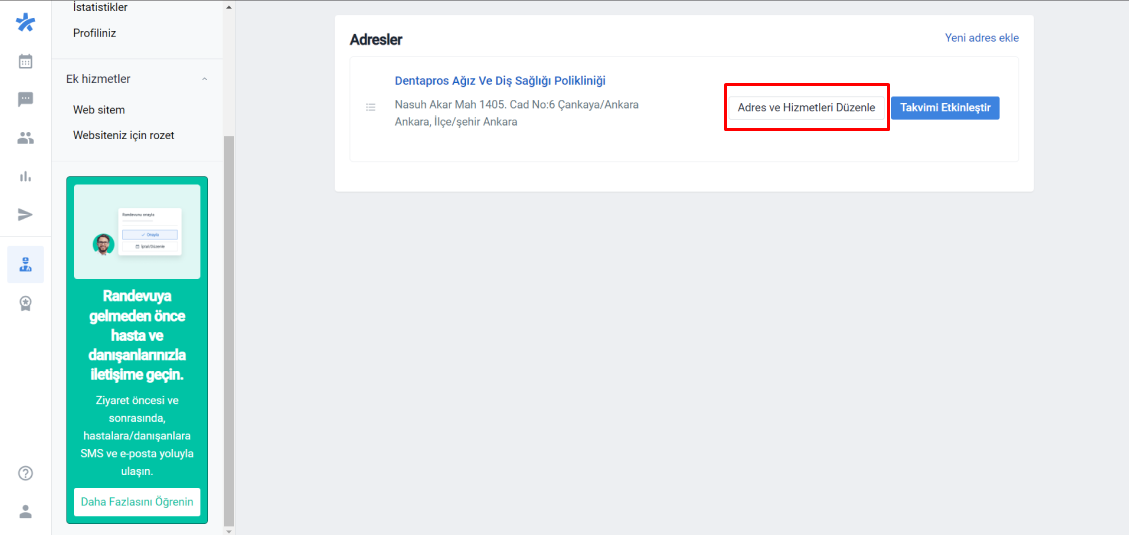 İstatistikler
Profiliniz
Ek hizmetler
Web sitem
Websiteniz için rozet
Randevuyu onayla
Onayla
İptal/Düzenle
Randevuya
gelmeden önce
hasta ve
danışanlarınızla
iletişime geçin.
Ziyaret öncesi ve
sonrasında,
hastalara/danışanlara
SMS ve e-posta yoluyla
ulaşın.
Daha Fazlasını Öğrenin
Adresler
Yeni adres ekle
Dentapros Ağız Ve Diş Sağlığı Polikliniği
Nasuh Akar Mah 1405. Cad No:6 Çankaya/Ankara
Ankara, İlçe/şehir Ankara
Adres ve Hizmetleri Düzenle
Takvimi Etkinleştir